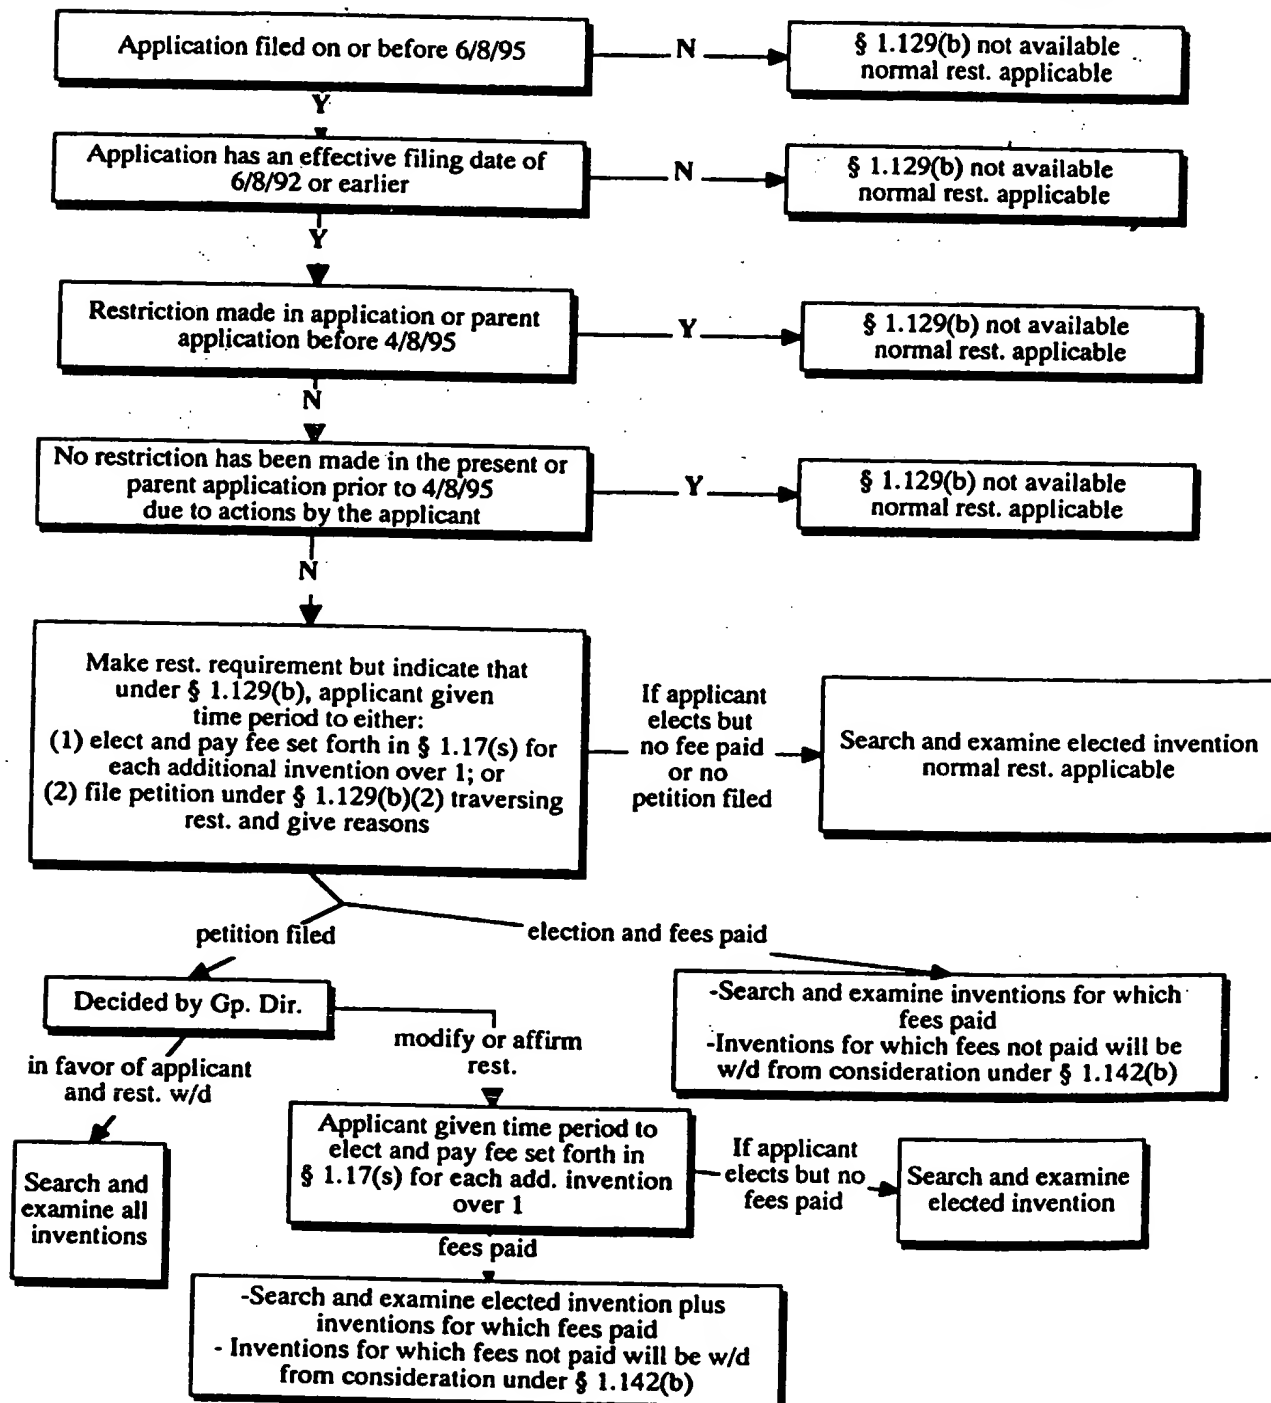 Application filed on or before 6/8/95
N
§ 1.129(b) not available
normal rest. applicable
Y
Application has an effective filing date of
6/8/92 or earlier
N
§ 1.129(b) not available
normal rest. applicable
Y
Restriction made in application or parent
application before 4/8/95
Y
§ 1.129(b) not available
normal rest. applicable
N
No restriction has been made in the present or
parent application prior to 4/8/95
due to actions by the applicant
Y
§ 1.129(b) not available
normal rest. applicable
N
Make rest. requirement but indicate that
under § 1.129(b), applicant given
time period to either:
(1) elect and pay fee set forth in § 1.17(s) for
each additional invention over 1; or
(2) file petition under § 1.129(b)(2) traversing
rest. and give reasons
If applicant
elects but
no fee paid
or no
petition filed
Search and examine elected invention
normal rest. applicable
petition filed
election and fees paid
Decided by Gp. Dir.
-Search and examine inventions for which
fees paid
-Inventions for which fees not paid will be
w/d from consideration under § 1.142(b)
in favor of applicant
and rest. w/d
modify or affirm
rest.
Search and
examine all
inventions
Applicant given time period to
elect and pay fee set forth in
§ 1.17(s) for each add. invention
over 1
If applicant
elects but no
fees paid
Search and examine
elected invention
fees paid
-Search and examine elected invention plus
inventions for which fees paid
- Inventions for which fees not paid will be w/d
from consideration under § 1.142(b)